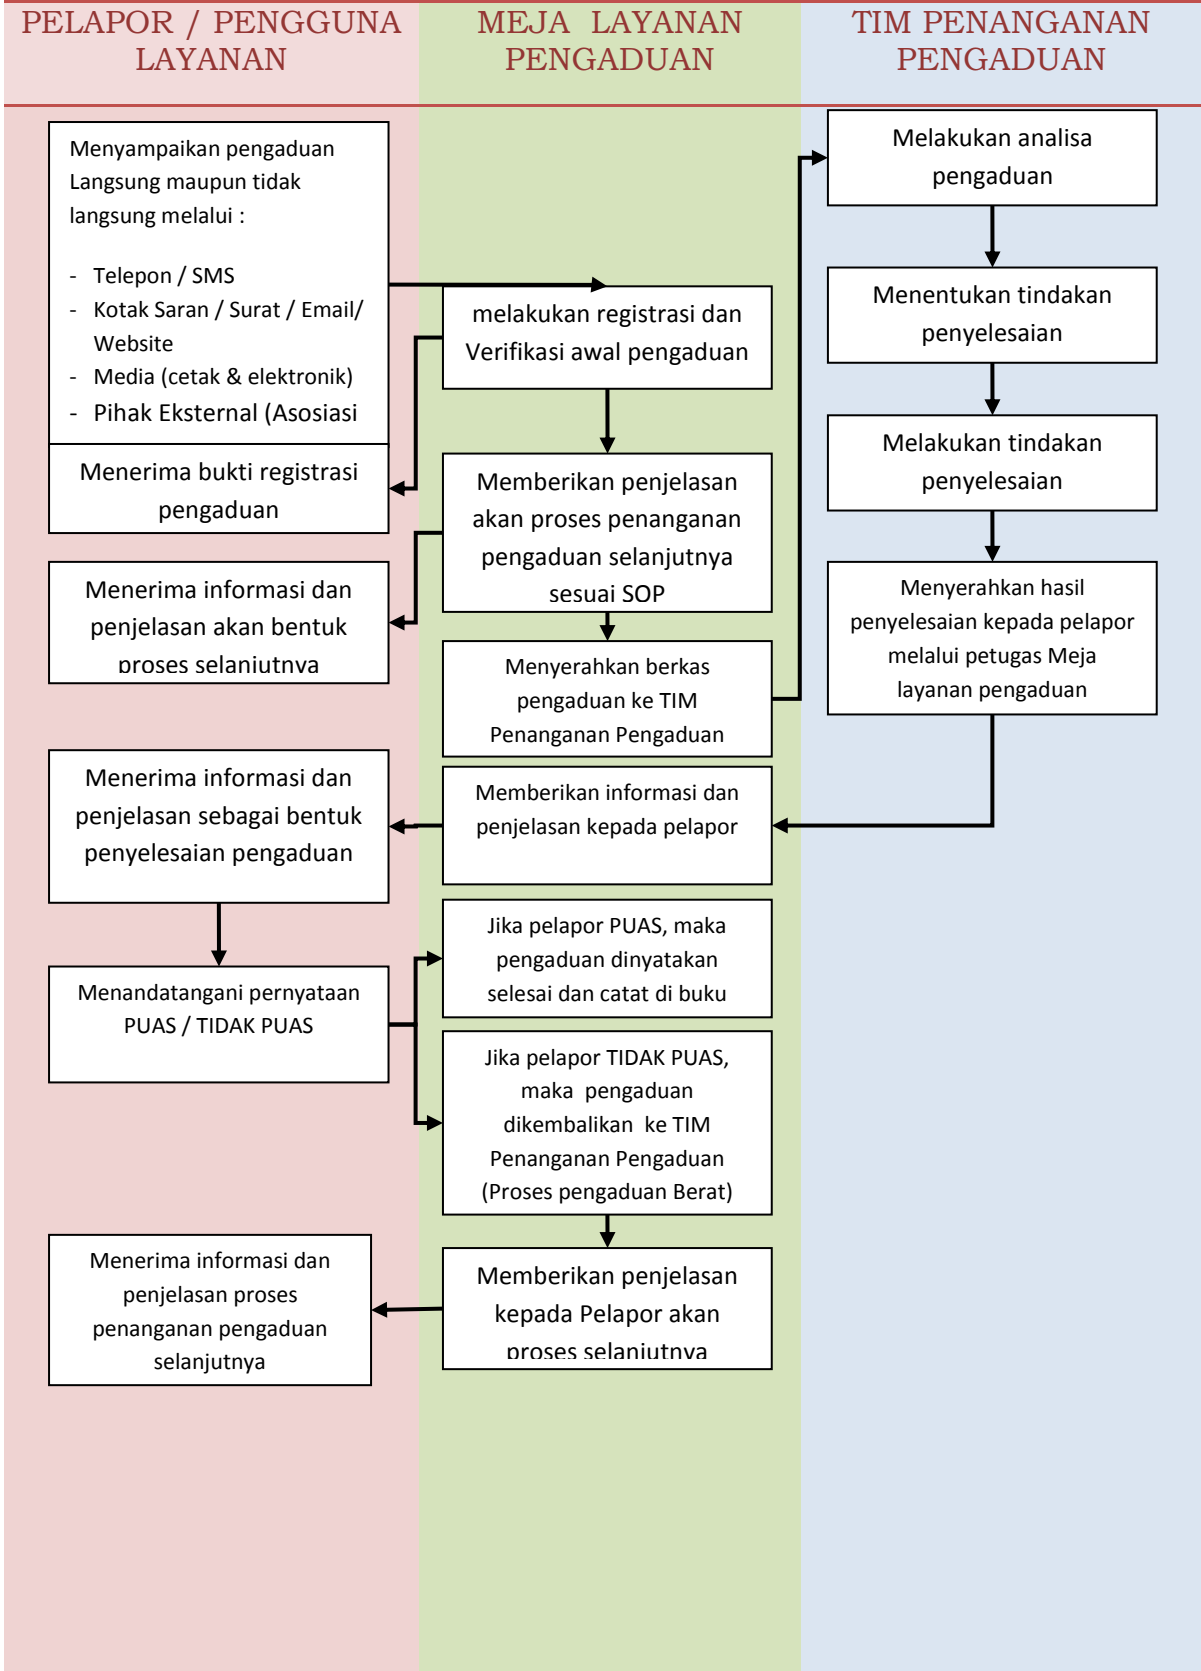 PELAPOR / PENGGUNA
LAYANAN
MEJA LAYANAN
PENGADUAN
TIM PENANGANAN
PENGADUAN
Menyampaikan pengaduan
Langsung maupun tidak
langsung melalui :
- Telepon / SMS
- Kotak Saran / Surat / Email/
Website
- Media (cetak & elektronik)
- Pihak Eksternal (Asosiasi
Menerima bukti registrasi
pengaduan
Menerima informasi dan
penjelasan akan bentuk
proses selanjutnya
Menerima informasi dan
penjelasan sebagai bentuk
penyelesaian pengaduan
Menandatangani pernyataan
PUAS / TIDAK PUAS
Menerima informasi dan
penjelasan proses
penanganan pengaduan
selanjutnya
melakukan registrasi dan
Verifikasi awal pengaduan
Memberikan penjelasan
akan proses penanganan
pengaduan selanjutnya
sesuai SOP
Menyerahkan berkas
pengaduan ke TIM
Penanganan Pengaduan
Memberikan informasi dan
penjelasan kepada pelapor
Jika pelapor PUAS, maka
pengaduan dinyatakan
selesai dan catat di buku
Jika pelapor TIDAK PUAS,
maka pengaduan
dikembalikan ke TIM
Penanganan Pengaduan
(Proses pengaduan Berat)
Memberikan penjelasan
kepada Pelapor akan
proses selanjutnya
Melakukan analisa
pengaduan
Menentukan tindakan
penyelesaian
Melakukan tindakan
penyelesaian
Menyerahkan hasil
penyelesaian kepada pelapor
melalui petugas Meja
layanan pengaduan